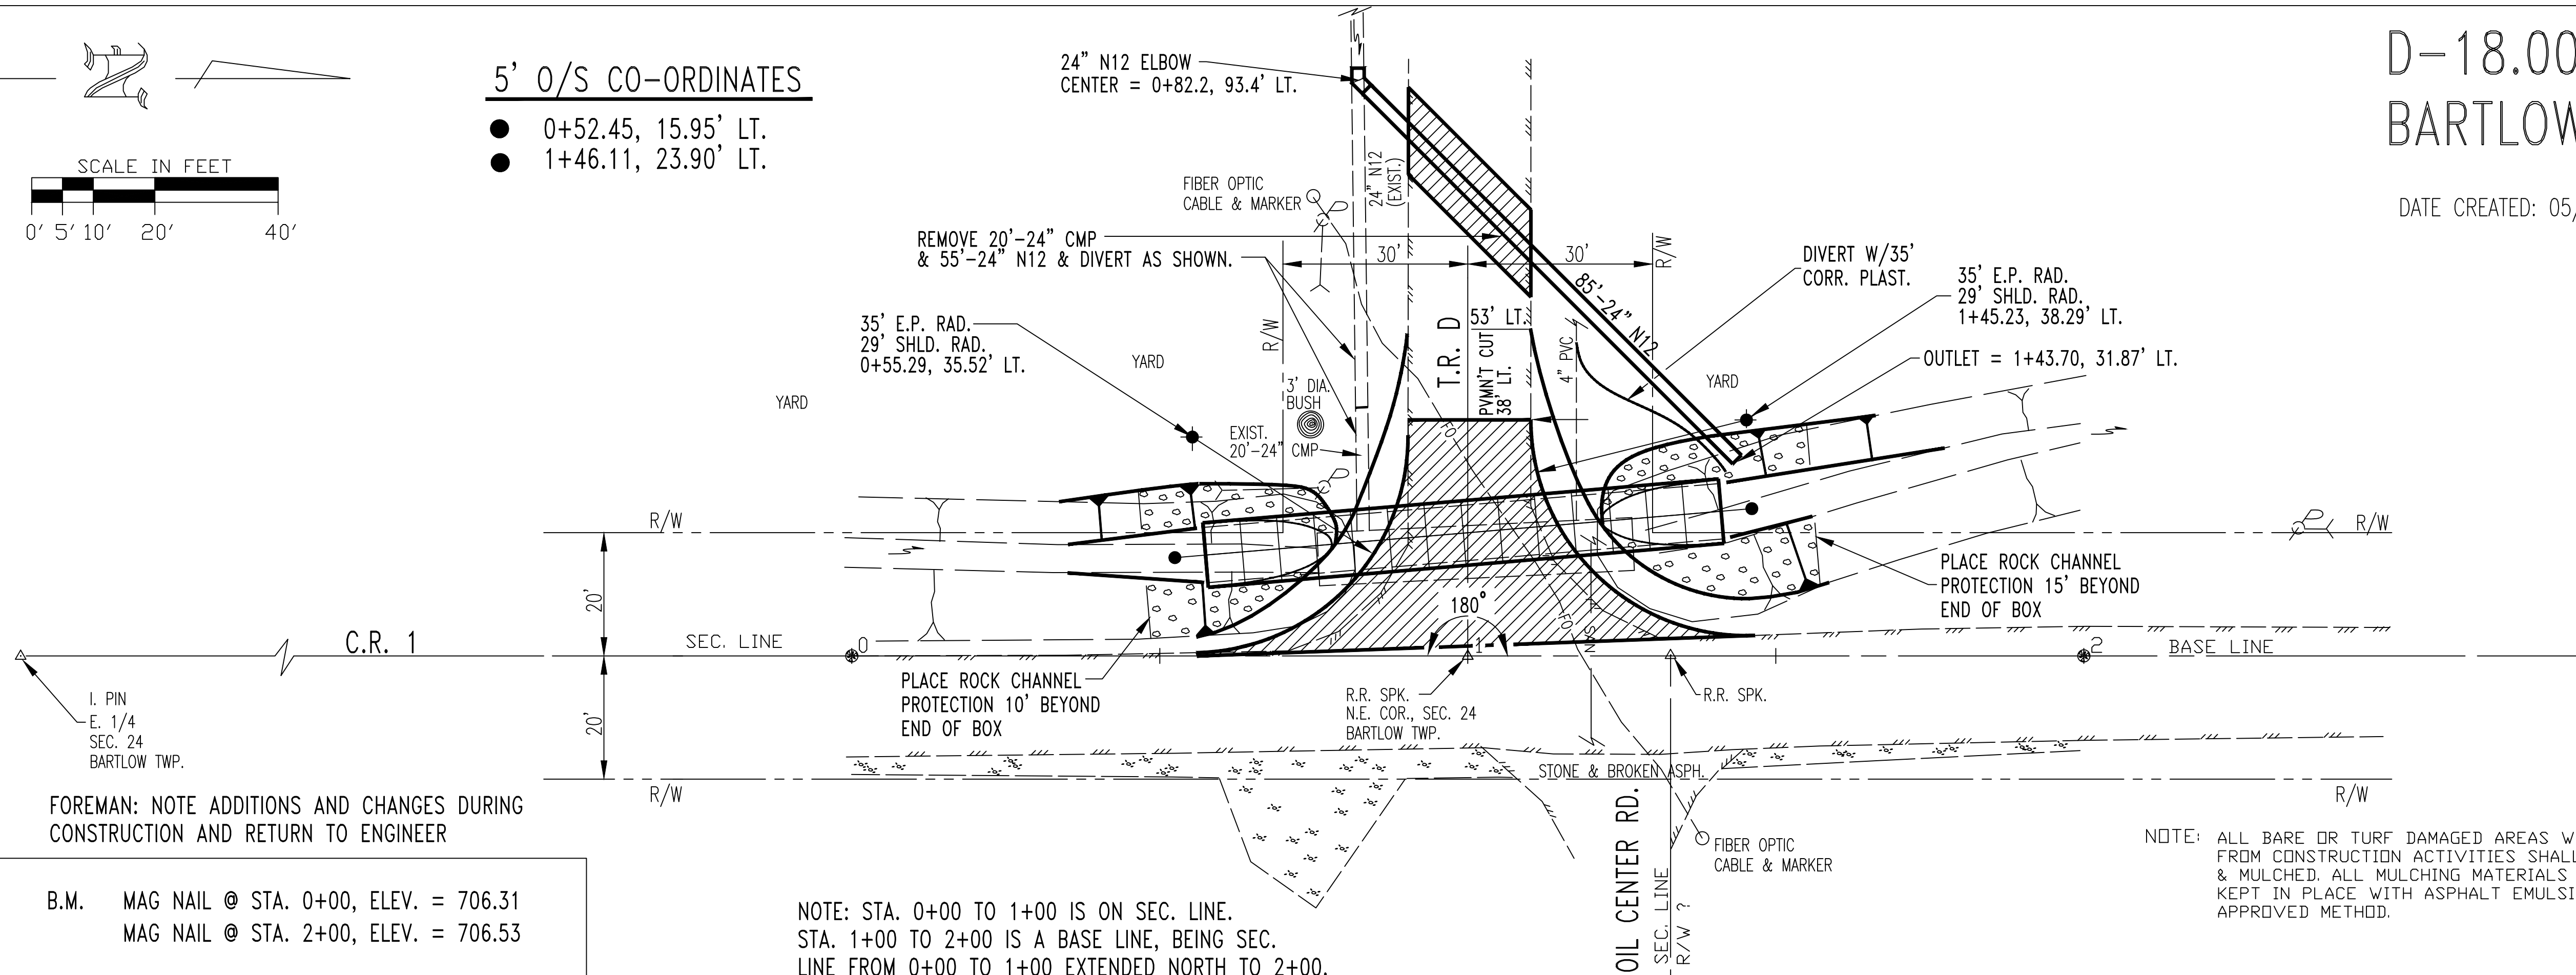 5' O/S CO-ORDINATES
0+52.45, 15.95' LT.
1+46.11, 23.90' LT.
SCALE IN FEET
0' 5' 10' 20' 40'
24" N12 ELBOW
CENTER = 0+82.2, 93.4' LT.
D-18.00
BARTLOW
DATE CREATED: 05/
FIBER OPTIC
CABLE & MARKER
24" N12
(EXIST.)
REMOVE 20'-24" CMP
& 55'-24" N12 & DIVERT AS SHOWN.
30'
30'
R/W
R/W
DIVERT W/35'
CORR. PLAST.
35' E.P. RAD.
29' SHLD. RAD.
1+45.23, 38.29' LT.
85'-24" N12
35' E.P. RAD.
29' SHLD. RAD.
0+55.29, 35.52' LT.
T.R. D
53' LT.
PVMN'T CUT
38' LT.
4" PVC
OUTLET = 1+43.70, 31.87' LT.
YARD
YARD
YARD
3' DIA.
BUSH
EXIST.
20'-24" CMP
FO
R/W
R/W
20'
PLACE ROCK CHANNEL
PROTECTION 15' BEYOND
END OF BOX
180°
C.R. 1
SEC. LINE
0
1
FO
SAN
2
BASE LINE
I. PIN
E. 1/4
SEC. 24
BARTLOW TWP.
20'
PLACE ROCK CHANNEL
PROTECTION 10' BEYOND
END OF BOX
R.R. SPK.
N.E. COR., SEC. 24
BARTLOW TWP.
R.R. SPK.
STONE & BROKEN ASPH.
R/W
R/W
FOREMAN: NOTE ADDITIONS AND CHANGES DURING
CONSTRUCTION AND RETURN TO ENGINEER
OIL CENTER RD.
SEC. LINE
R/W ?
FIBER OPTIC
CABLE & MARKER
NOTE: ALL BARE OR TURF DAMAGED AREAS W
FROM CONSTRUCTION ACTIVITIES SHALL
& MULCHED. ALL MULCHING MATERIALS
KEPT IN PLACE WITH ASPHALT EMULSI
APPROVED METHOD.
B.M. MAG NAIL @ STA. 0+00, ELEV. = 706.31
MAG NAIL @ STA. 2+00, ELEV. = 706.53
NOTE: STA. 0+00 TO 1+00 IS ON SEC. LINE.
STA. 1+00 TO 2+00 IS A BASE LINE, BEING SEC.
LINE FROM 0+00 TO 1+00 EXTENDED NORTH TO 2+00.